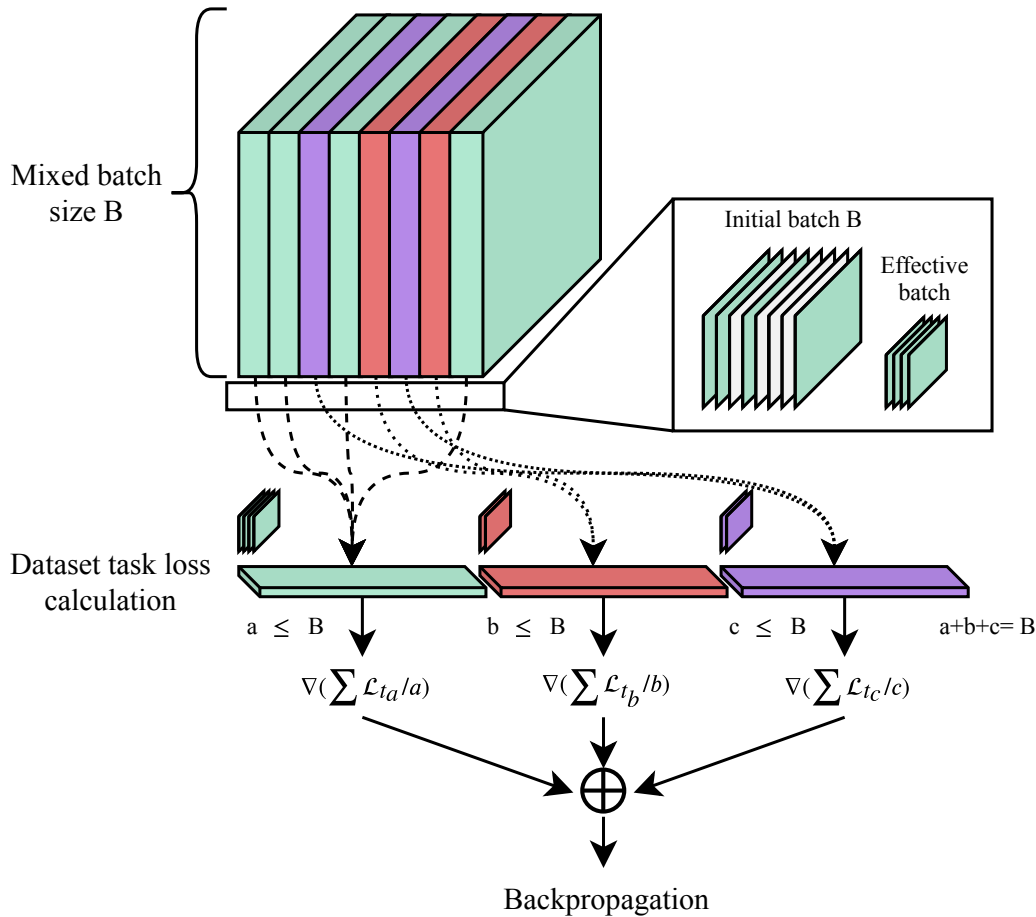 Mixed batch
size B
Initial batch B
Effective
batch
Dataset task loss
calculation
a ≤ B
b ≤ B
c ≤ B
a+b+c= B
∇(∑ ℒ_{t_a}/a)
∇(∑ ℒ_{t_b}/b)
∇(∑ ℒ_{t_c}/c)
Backpropagation